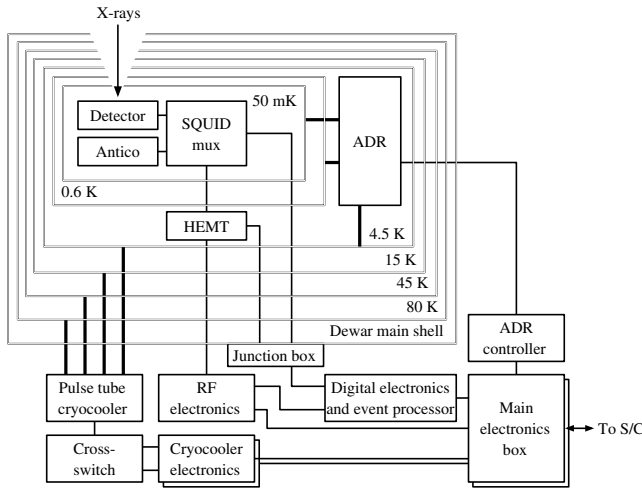 X-rays
50 mK
Detector
SQUID
mux
ADR
Antico
0.6 K
HEMT
4.5 K
15 K
45 K
80 K
Dewar main shell
ADR
controller
Junction box
Pulse tube
cryocooler
RF
electronics
Digital electronics
and event processor
Main
electronics
box
To S/C
Cross-
switch
Cryocooler
electronics